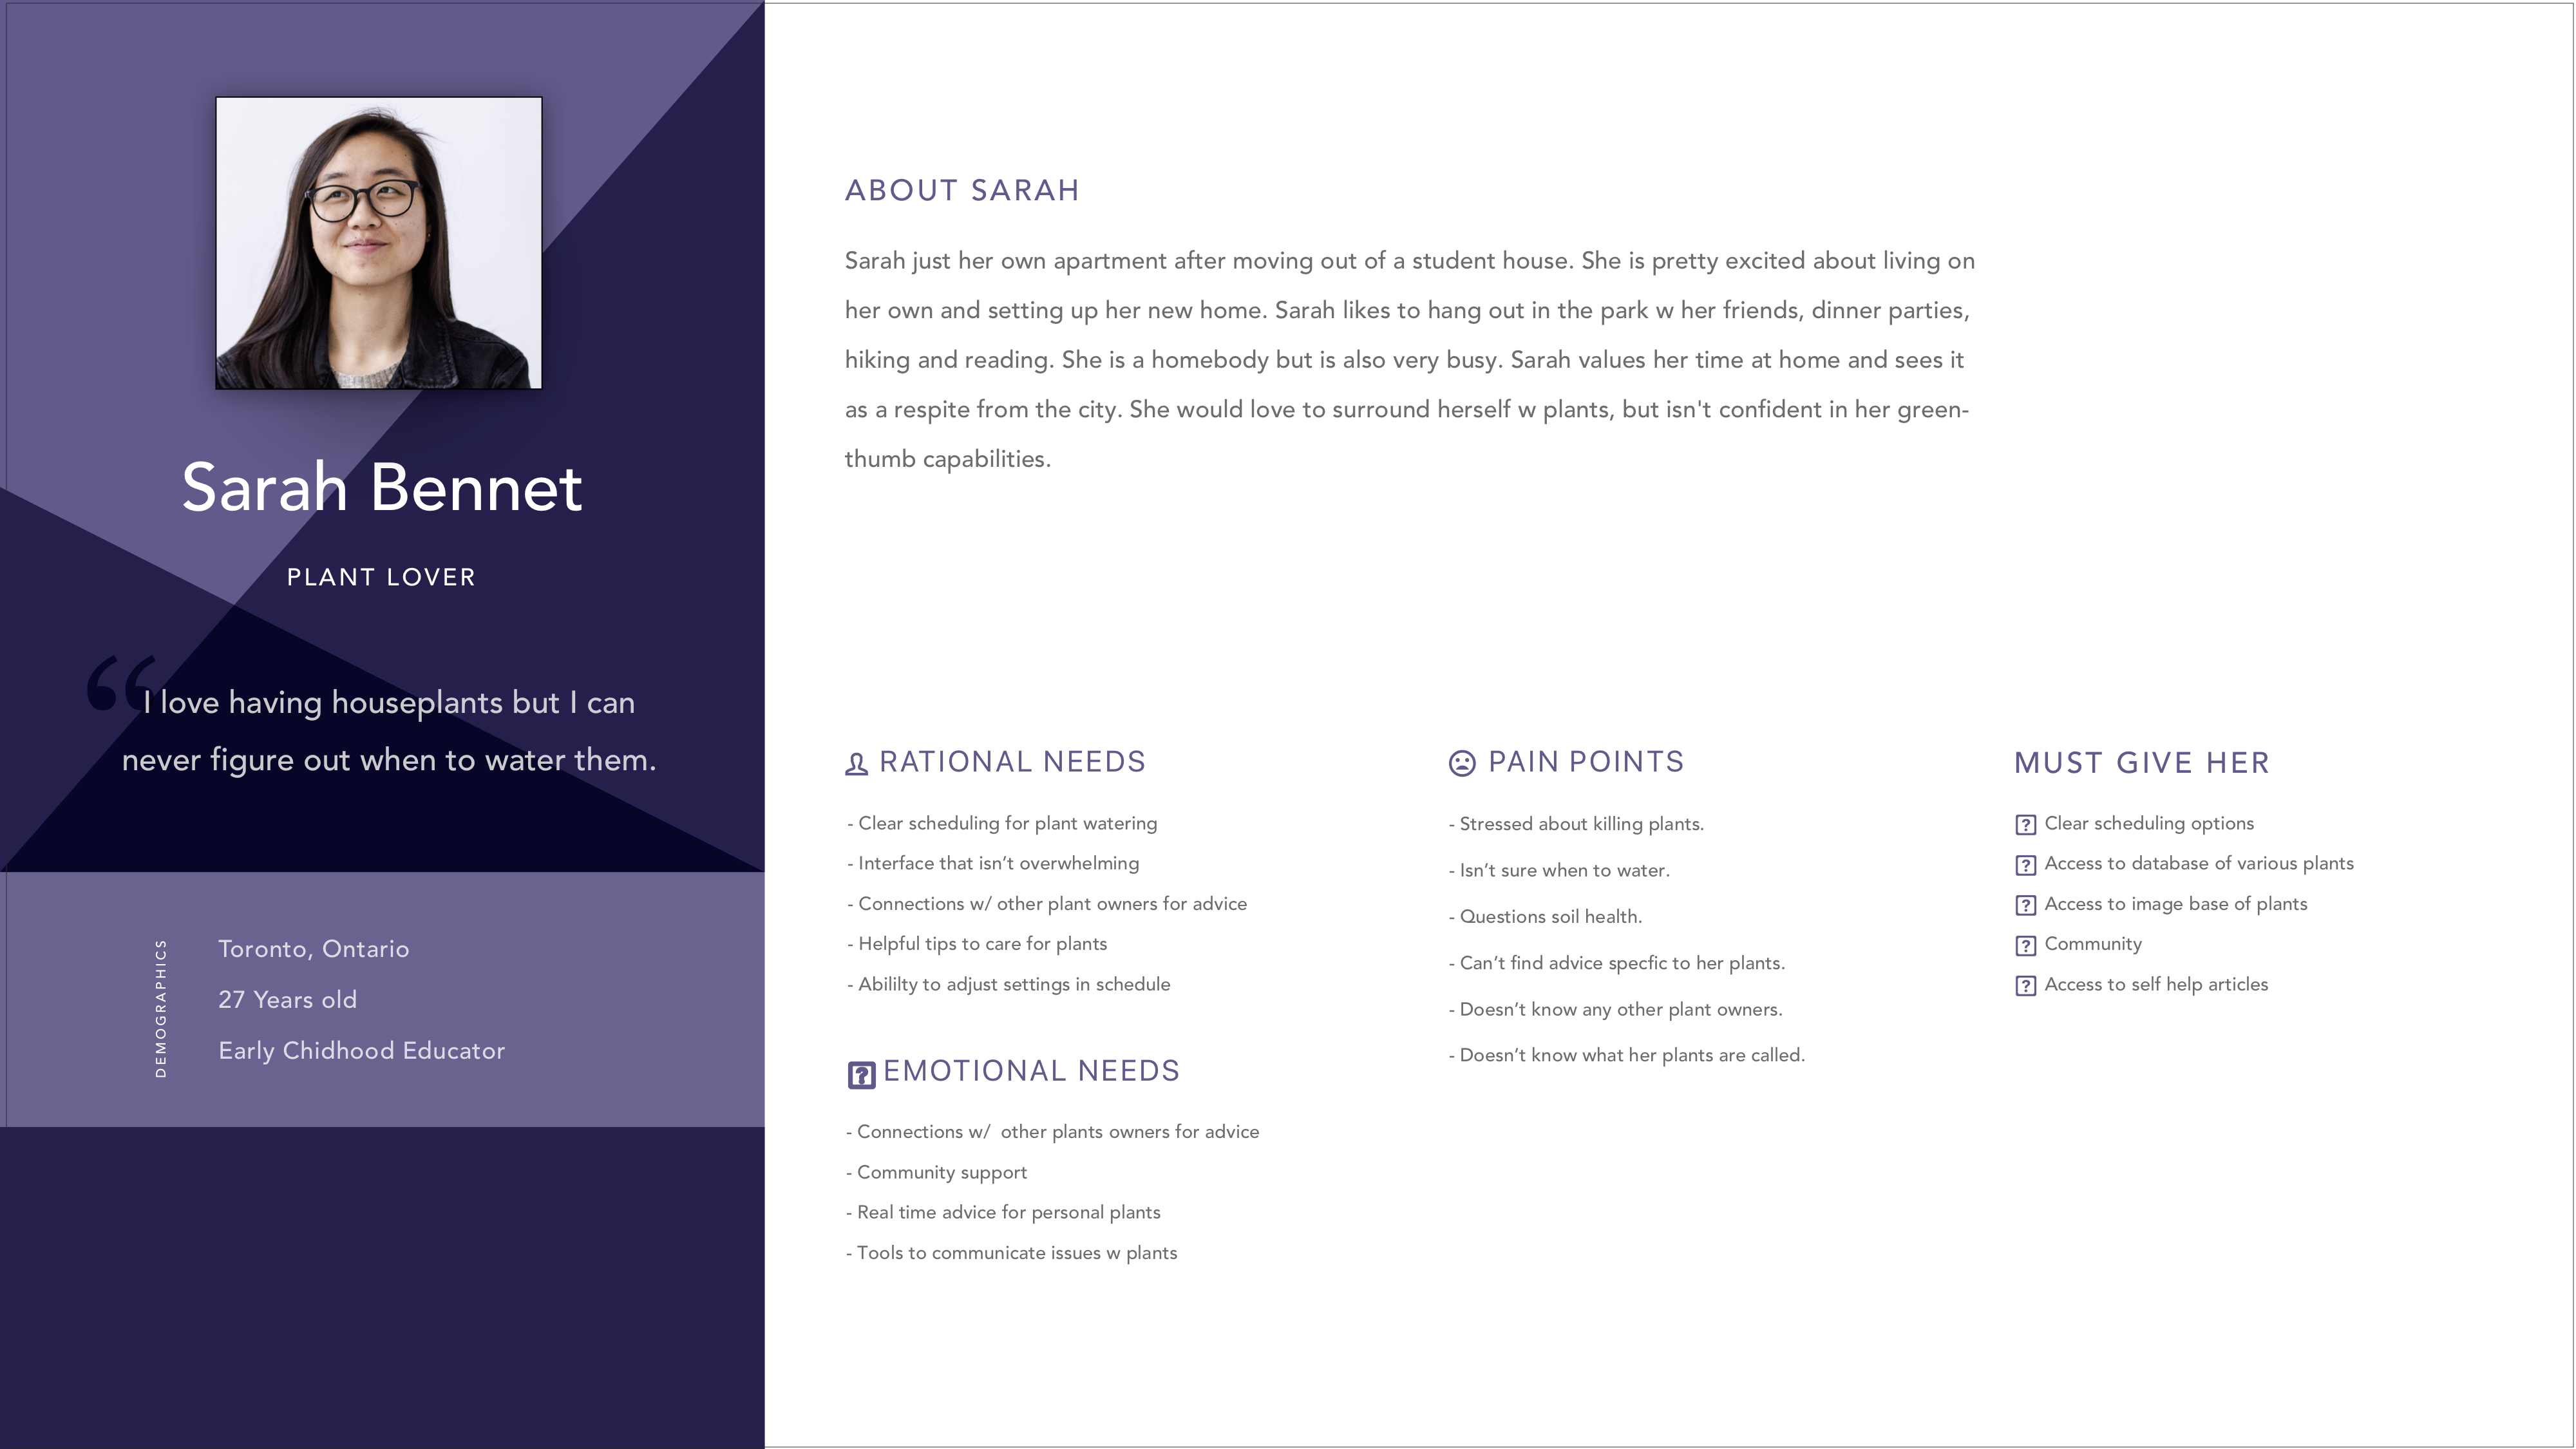 Sarah Bennet
PLANT LOVER
“
I love having houseplants but I can
never figure out when to water them.
DEMOGRAPHICS
Toronto, Ontario
27 Years old
Early Chidhood Educator
ABOUT SARAH
Sarah just her own apartment after moving out of a student house. She is pretty excited about living on
her own and setting up her new home. Sarah likes to hang out in the park w her friends, dinner parties,
hiking and reading. She is a homebody but is also very busy. Sarah values her time at home and sees it
as a respite from the city. She would love to surround herself w plants, but isn't confident in her green-
thumb capabilities.
RATIONAL NEEDS
- Clear scheduling for plant watering
- Interface that isn’t overwhelming
- Connections w/ other plant owners for advice
- Helpful tips to care for plants
- Abililty to adjust settings in schedule
EMOTIONAL NEEDS
- Connections w/  other plants owners for advice
- Community support
- Real time advice for personal plants
- Tools to communicate issues w plants
PAIN POINTS
- Stressed about killing plants.
- Isn’t sure when to water.
- Questions soil health.
- Can’t find advice specfic to her plants.
- Doesn’t know any other plant owners.
- Doesn’t know what her plants are called.
MUST GIVE HER
Clear scheduling options
Access to database of various plants
Access to image base of plants
Community
Access to self help articles